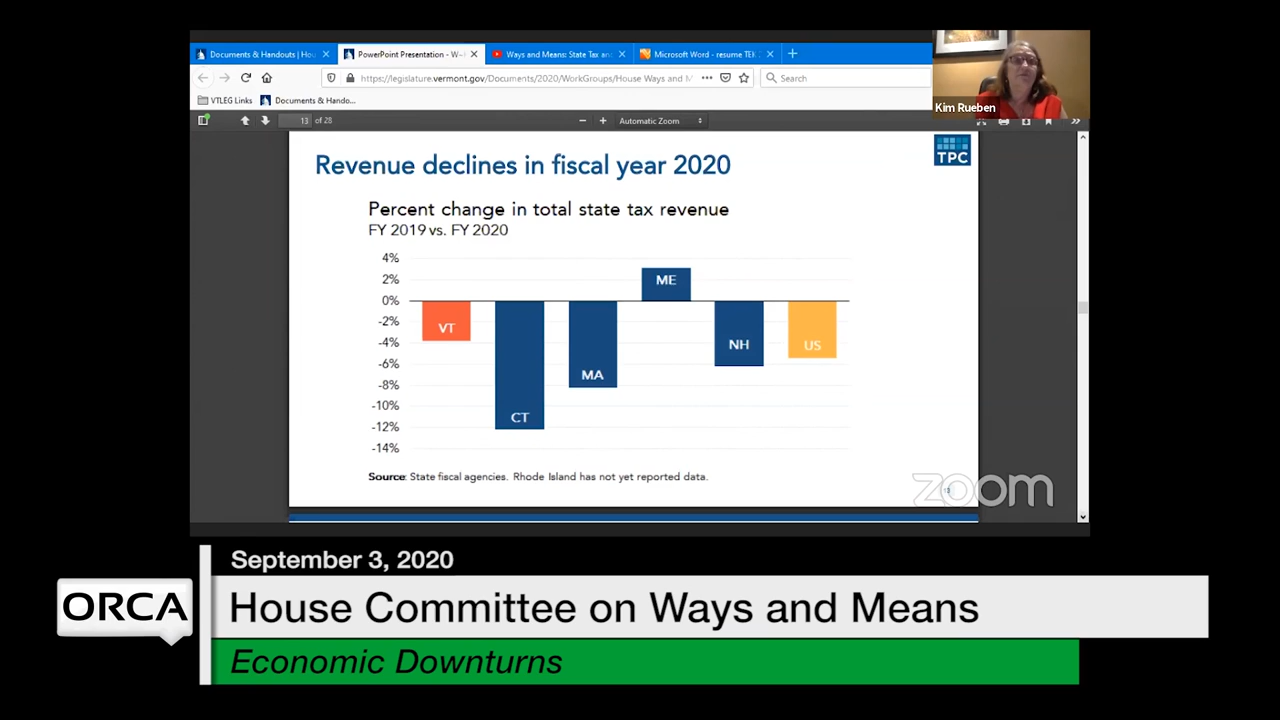 Documents & Handouts | Hou
PowerPoint Presentation - W~
Ways and Means: State Tax and
Microsoft Word - resume TEK
https://legislature.vermont.gov/Documents/2020/WorkGroups/House Ways and M
Search
VTLEG Links
Documents & Hando...
13 of 28
Automatic Zoom
Kim Rueben
TPC
Revenue declines in fiscal year 2020
Percent change in total state tax revenue
FY 2019 vs. FY 2020
4%
2%
0%
-2%
-4%
-6%
-8%
-10%
-12%
-14%
VT
CT
MA
ME
NH
US
Source: State fiscal agencies. Rhode Island has not yet reported data.
13
zoom
September 3, 2020
ORCA
House Committee on Ways and Means
Economic Downturns